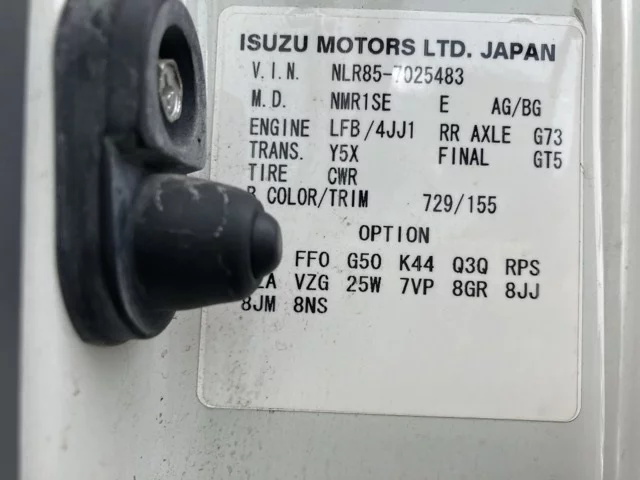 ISUZU MOTORS LTD. JAPAN
V.I.N. NLR85-7025483
M.D. NMR1SE E AG/BG
ENGINE LFB/4JJ1 RR AXLE G73
TRANS. Y5X FINAL GT5
TIRE CWR
COLOR/TRIM 729/155
OPTION
FF0 G50 K44 Q3Q RPS
VZG 25W 7VP 8GR 8JJ
8JM 8NS